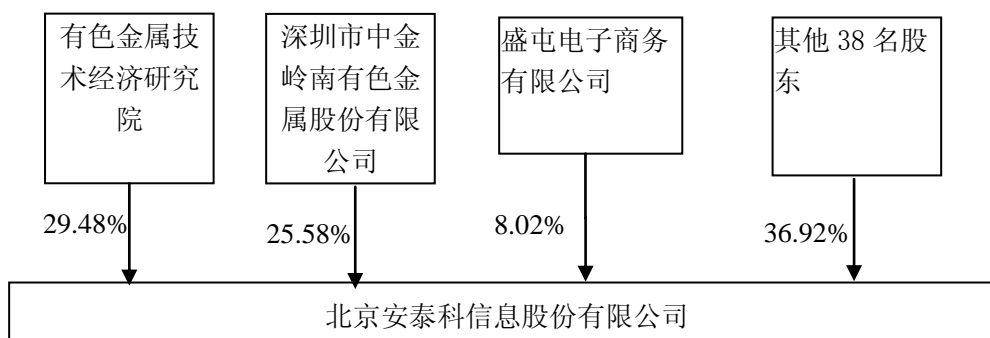 有色金属技
术经济研究
院
深圳市中金
岭南有色金
属股份有限
公司
盛屯电子商务
有限公司
其他 38 名股
东
29.48%
25.58%
8.02%
36.92%
北京安泰科信息股份有限公司